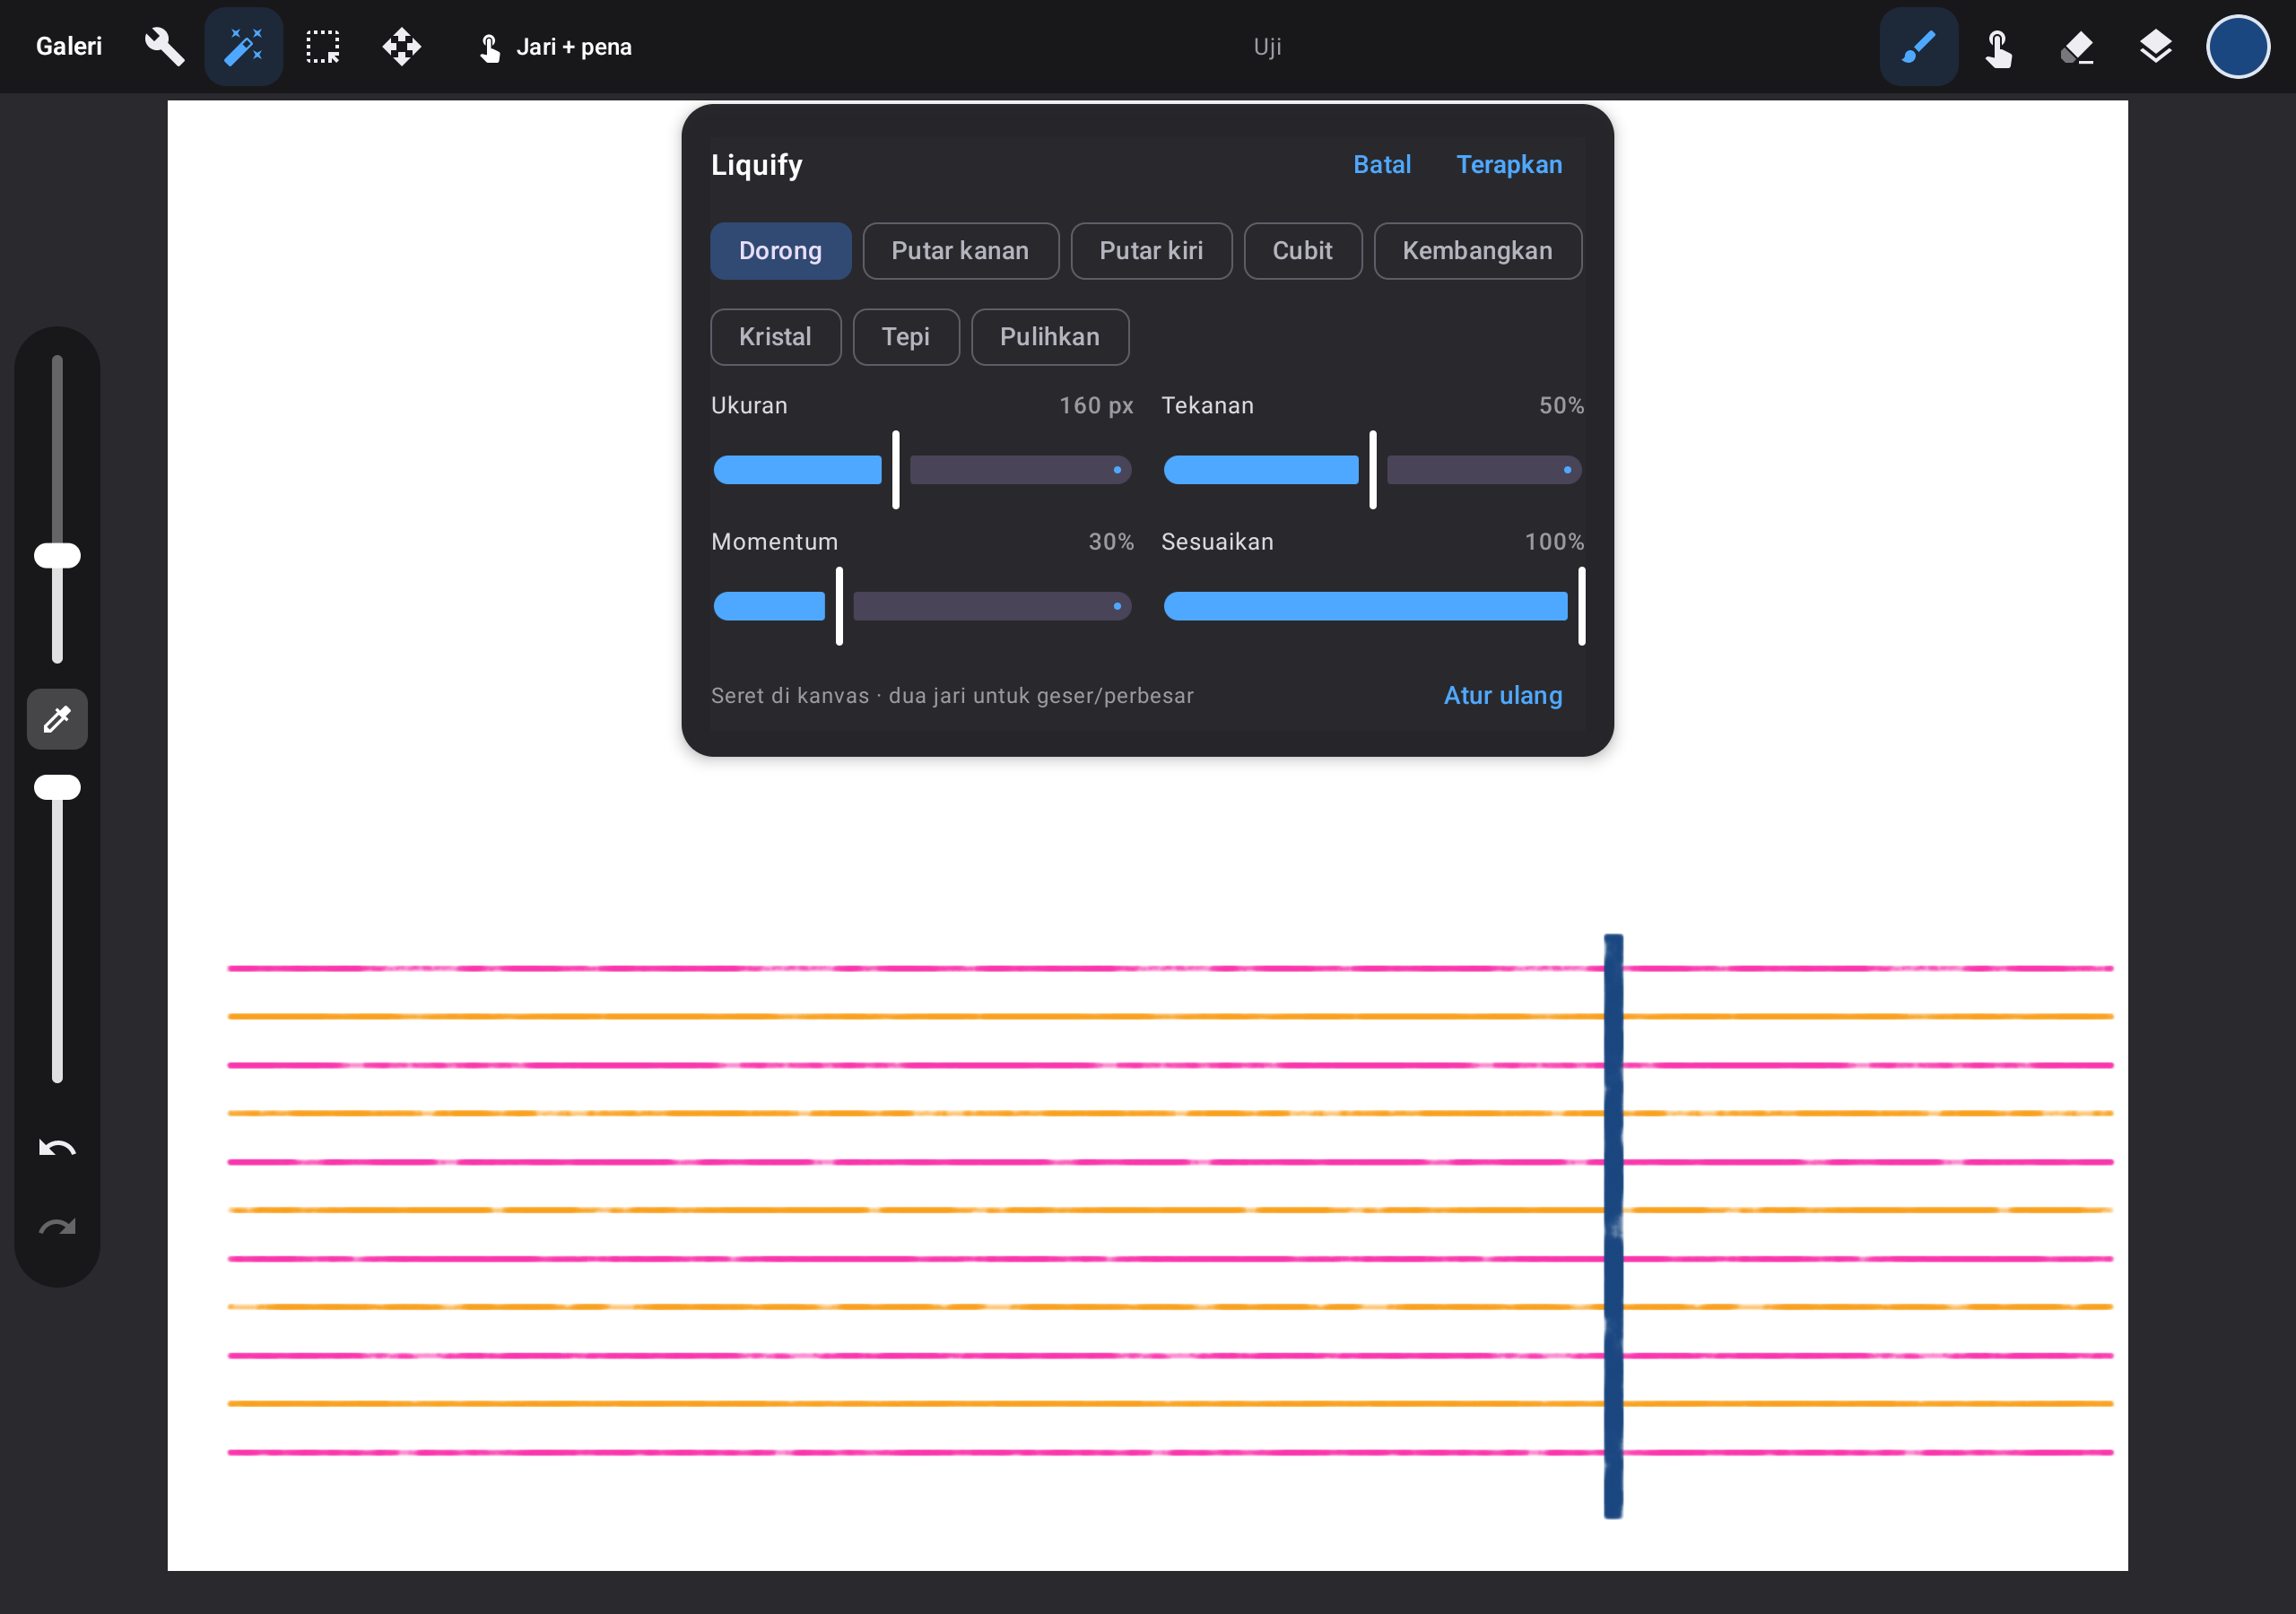 Galeri
Jari + pena
Uji
Liquify
Batal
Terapkan
Dorong
Putar kanan
Putar kiri
Cubit
Kembangkan
Kristal
Tepi
Pulihkan
Ukuran
160 px
Tekanan
50%
Momentum
30%
Sesuaikan
100%
Seret di kanvas · dua jari untuk geser/perbesar
Atur ulang